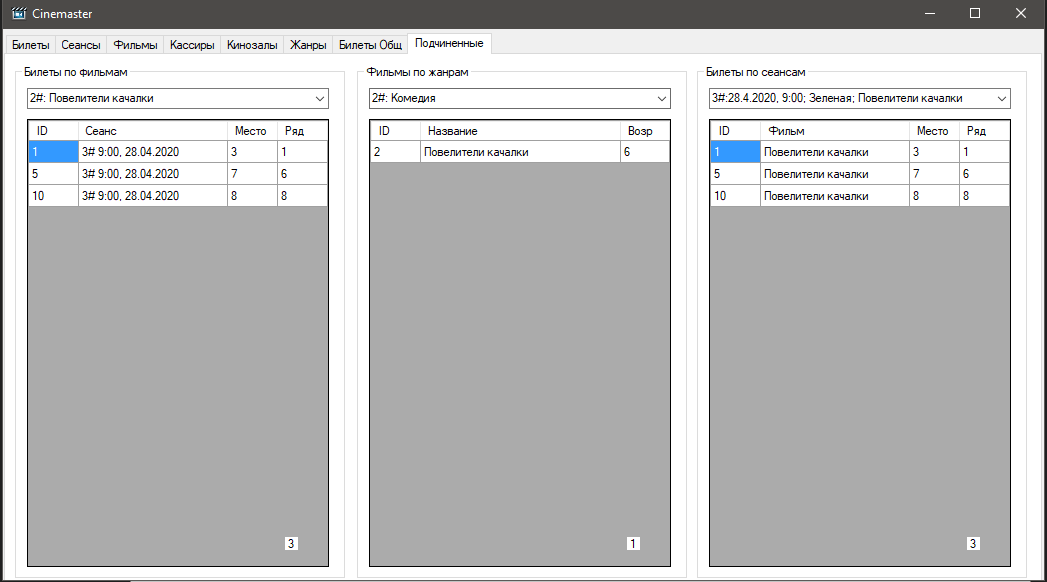 Cinemaster
Билеты Сеансы Фильмы Кассиры Кинозалы Жанры Билеты Общ Подчиненные
Билеты по фильмам
2#: Повелители качалки
ID Сеанс Место Ряд
1 3# 9:00, 28.04.2020 3 1
5 3# 9:00, 28.04.2020 7 6
10 3# 9:00, 28.04.2020 8 8
3
Фильмы по жанрам
2#: Комедия
ID Название Возр
2 Повелители качалки 6
1
Билеты по сеансам
3#:28.4.2020, 9:00; Зеленая; Повелители качалки
ID Фильм Место Ряд
1 Повелители качалки 3 1
5 Повелители качалки 7 6
10 Повелители качалки 8 8
3